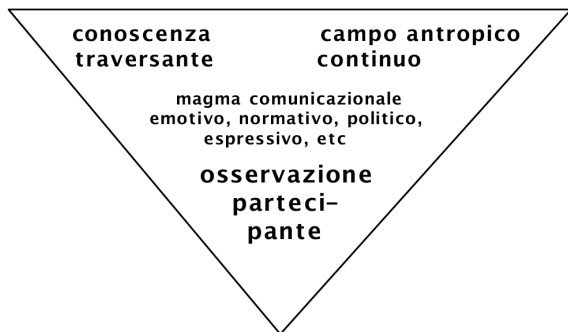 conoscenza traversante
campo antropico continuo
magma comunicazionale
emotivo, normativo, politico,
espressivo, etc
osservazione
parteci-
pante